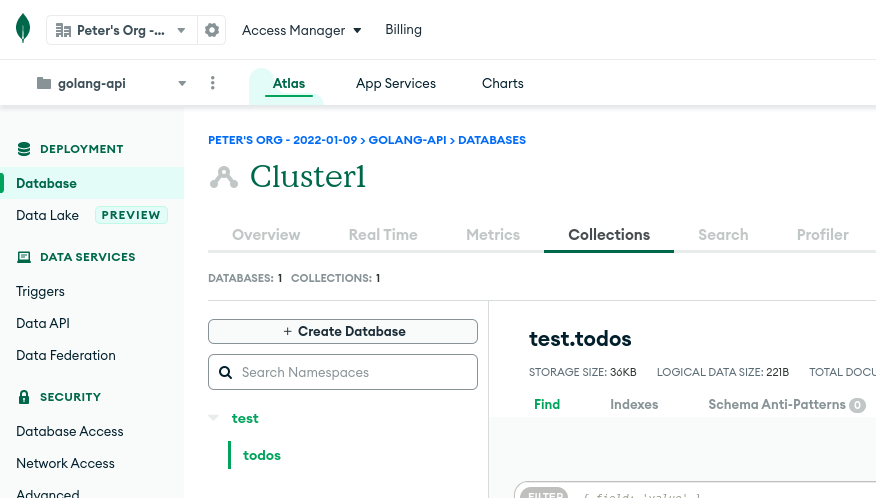 Peter's Org -... Access Manager Billing
golang-api Atlas App Services Charts
DEPLOYMENT
Database
Data Lake PREVIEW
DATA SERVICES
Triggers
Data API
Data Federation
SECURITY
Database Access
Network Access
Advanced
PETER'S ORG - 2022-01-09 > GOLANG-API > DATABASES
Cluster1
Overview Real Time Metrics Collections Search Profiler
DATABASES: 1 COLLECTIONS: 1
+ Create Database
Search Namespaces
test
todos
test.todos
STORAGE SIZE: 36KB LOGICAL DATA SIZE: 221B TOTAL DOCU
Find Indexes Schema Anti-Patterns 0
FILTER { field: 'value' }